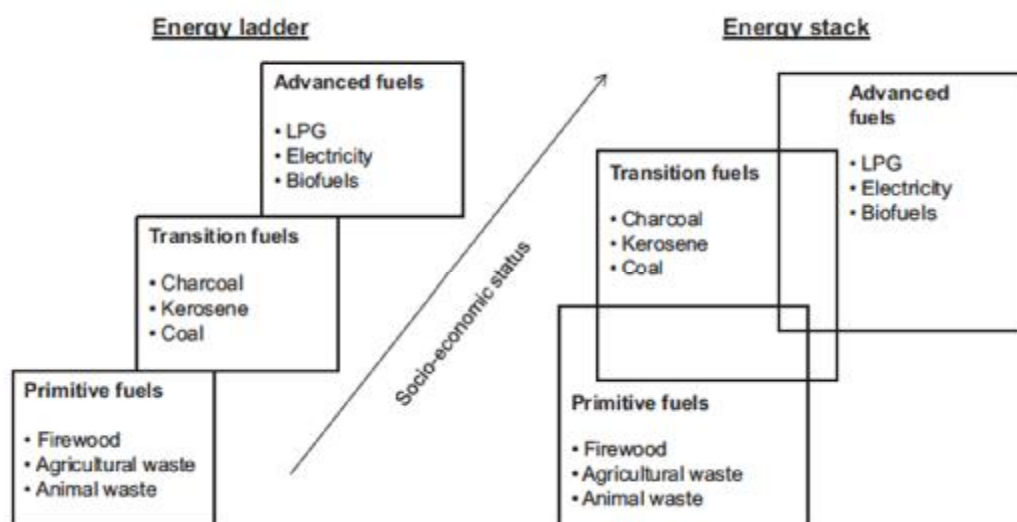 Energy ladder
Advanced fuels
• LPG
• Electricity
• Biofuels
Transition fuels
• Charcoal
• Kerosene
• Coal
Primitive fuels
• Firewood
• Agricultural waste
• Animal waste
Socio-economic status
Energy stack
Advanced
fuels
• LPG
• Electricity
• Biofuels
Transition fuels
• Charcoal
• Kerosene
• Coal
Primitive fuels
• Firewood
• Agricultural waste
• Animal waste